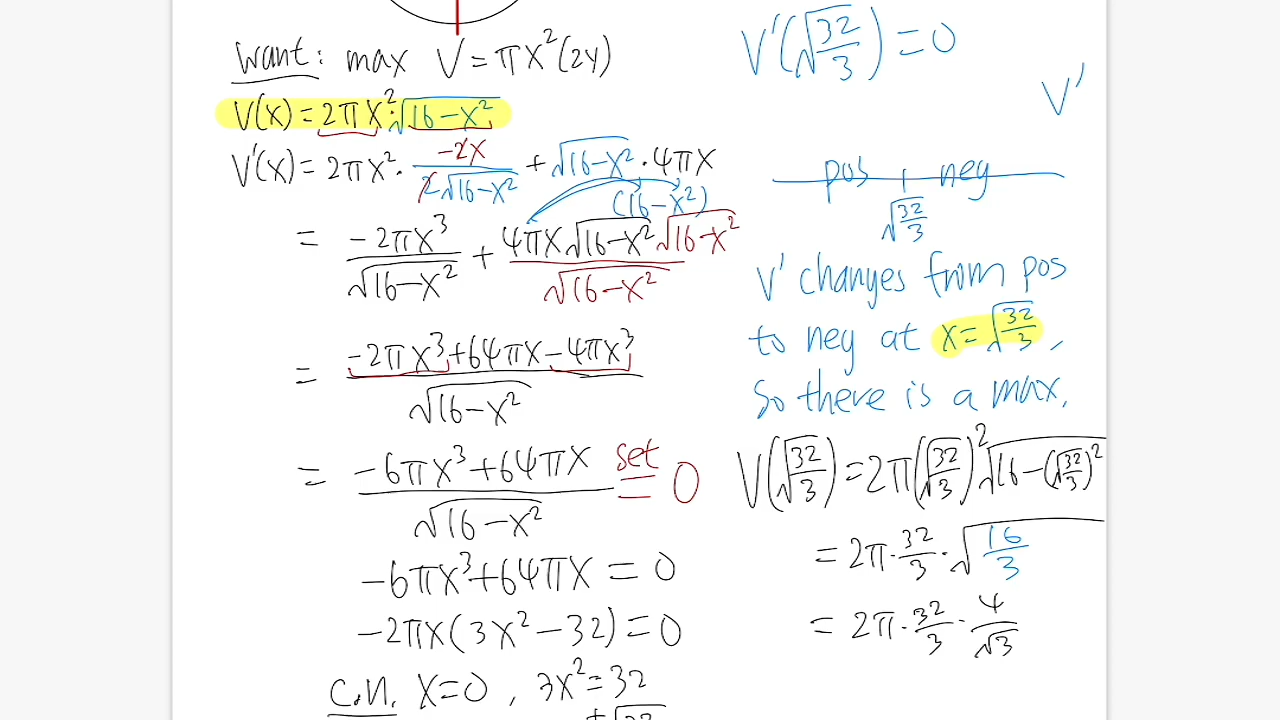 want: max V = πx²(2y)
V(x) = 2πx²·√(16-x²)
V'(x) = 2πx² · (-2x)/(2√(16-x²)) + √(16-x²) · 4πx
(16-x²)
= (-2πx³)/√(16-x²) + (4πx√(16-x²)√(16-x²))/√(16-x²)
= (-2πx³+64πx-4πx³)/√(16-x²)
= (-6πx³+64πx)/√(16-x²) set = 0
-6πx³+64πx = 0
-2πx(3x²-32) = 0
C.N. x=0 , 3x²=32
V'(√(32/3)) = 0
V'
pos neg
√(32/3)
V' changes from pos
to neg at x=√(32/3),
so there is a max.
V(√(32/3)) = 2π(√(32/3))²√(16-(√(32/3))²)
= 2π·32/3·√(16/3)
= 2π·32/3·4/√3